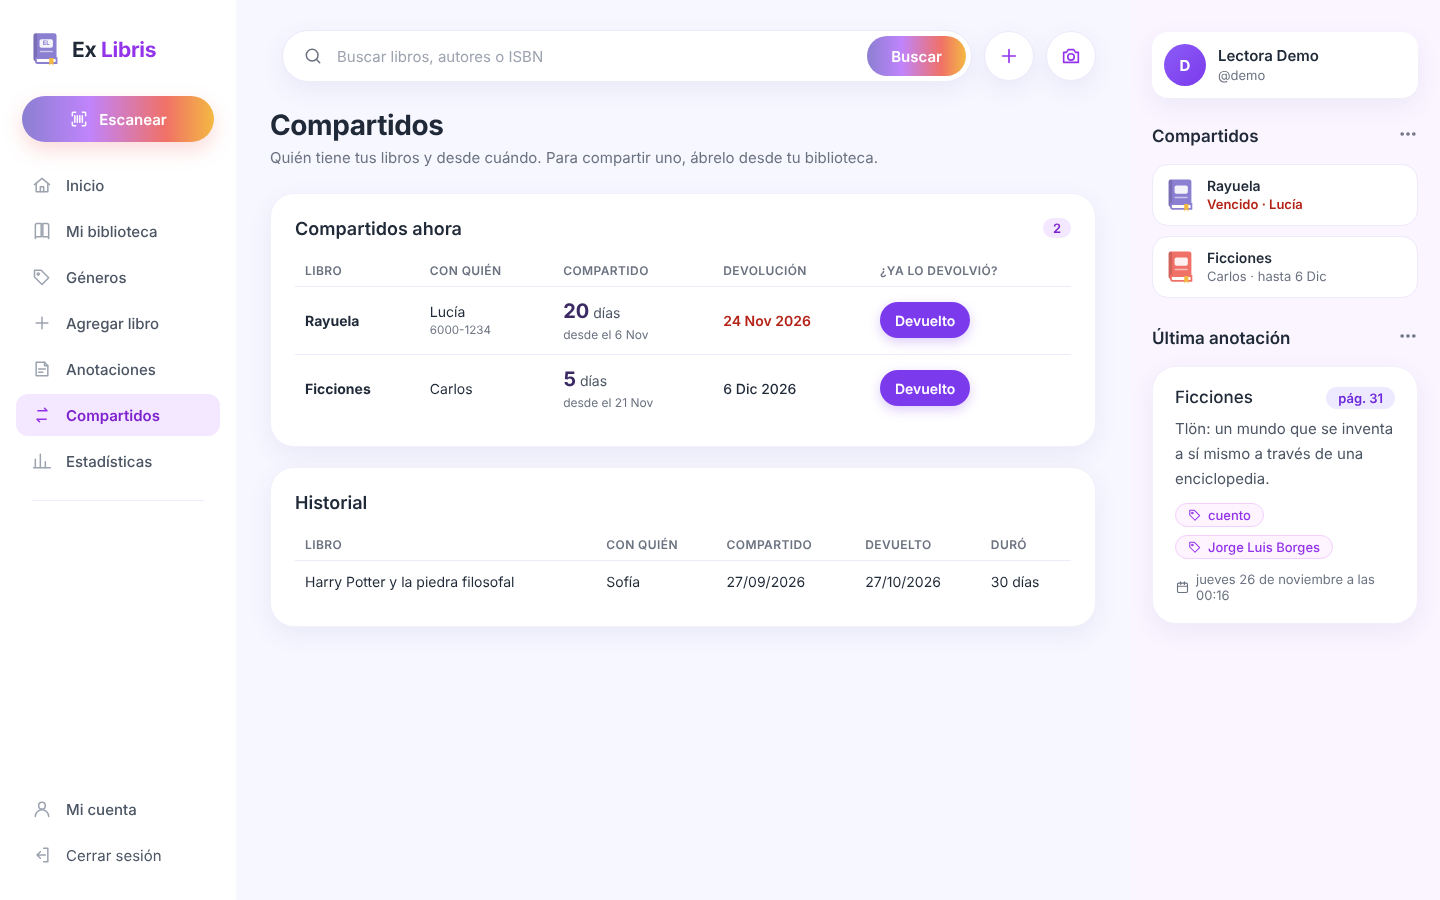 Ex Libris
Escanear
Inicio
Mi biblioteca
Géneros
Agregar libro
Anotaciones
Compartidos
Estadísticas
Mi cuenta
Cerrar sesión
Buscar libros, autores o ISBN
Buscar
Compartidos
Quién tiene tus libros y desde cuándo. Para compartir uno, ábrelo desde tu biblioteca.
Compartidos ahora
2
LIBRO CON QUIÉN COMPARTIDO DEVOLUCIÓN ¿YA LO DEVOLVIÓ?
Rayuela
Lucía
6000-1234
20 días
desde el 6 Nov
24 Nov 2026
Devuelto
Ficciones
Carlos
5 días
desde el 21 Nov
6 Dic 2026
Devuelto
Historial
LIBRO CON QUIÉN COMPARTIDO DEVUELTO DURÓ
Harry Potter y la piedra filosofal Sofía 27/09/2026 27/10/2026 30 días
D
Lectora Demo
@demo
Compartidos
Rayuela
Vencido · Lucía
Ficciones
Carlos · hasta 6 Dic
Última anotación
Ficciones
pág. 31
Tlön: un mundo que se inventa
a sí mismo a través de una
enciclopedia.
cuento
Jorge Luis Borges
jueves 26 de noviembre a las
00:16